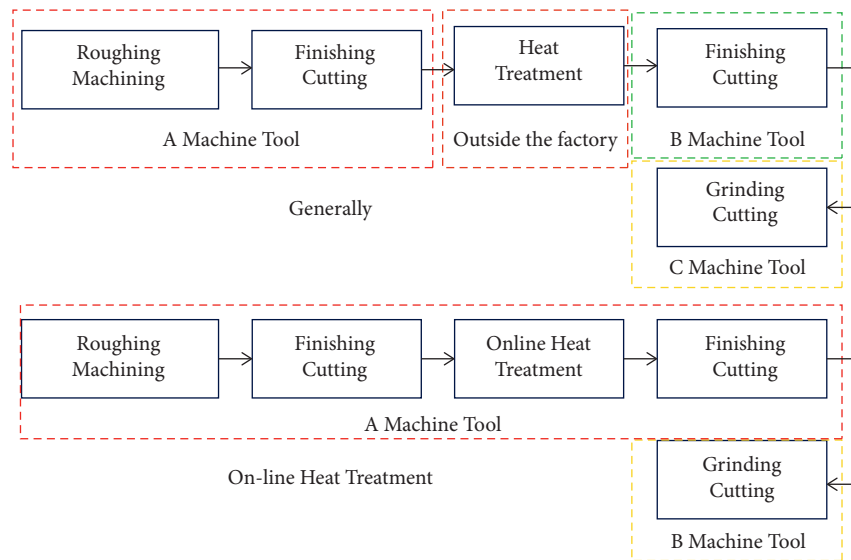 Roughing
Machining
Finishing
Cutting
Heat
Treatment
Finishing
Cutting
A Machine Tool
Outside the factory
B Machine Tool
Grinding
Cutting
Generally
C Machine Tool
Roughing
Machining
Finishing
Cutting
Online Heat
Treatment
Finishing
Cutting
A Machine Tool
Grinding
Cutting
On-line Heat Treatment
B Machine Tool